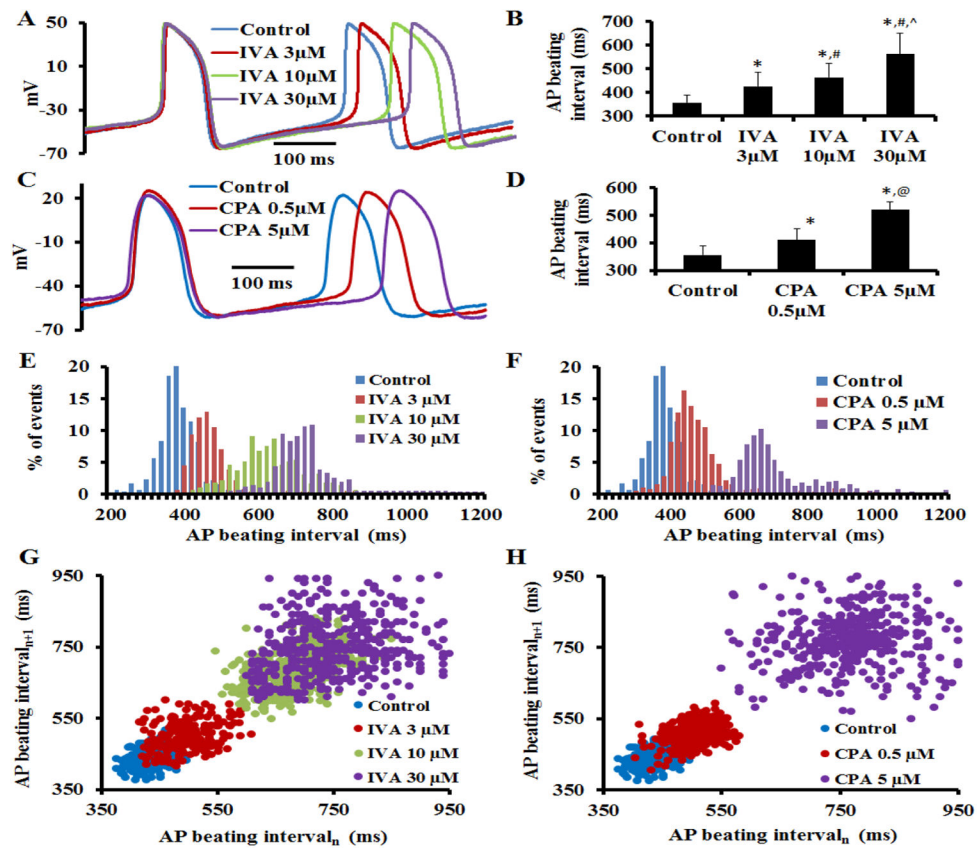 A
50
10
-30
-70
mV
Control
IVA 3µM
IVA 10µM
IVA 30µM
100 ms
B
AP beating
interval (ms)
700
600
500
400
300
*
*,#
*,#,^
Control
IVA
3µM
IVA
10µM
IVA
30µM
C
20
-10
-40
-70
mV
Control
CPA 0.5µM
CPA 5µM
100 ms
D
AP beating
interval (ms)
600
500
400
300
*
*,@
Control
CPA
0.5µM
CPA 5µM
E
% of events
20
15
10
5
0
Control
IVA 3 µM
IVA 10 µM
IVA 30 µM
200 400 600 800 1000 1200
AP beating interval (ms)
F
% of events
20
15
10
5
0
Control
CPA 0.5 µM
CPA 5 µM
200 400 600 800 1000 1200
AP beating interval (ms)
G
AP beating intervaln+1 (ms)
950
750
550
350
Control
IVA 3 µM
IVA 10 µM
IVA 30 µM
350 550 750 950
AP beating intervaln (ms)
H
AP beating intervaln+1 (ms)
950
750
550
350
Control
CPA 0.5 µM
CPA 5 µM
350 550 750 950
AP beating intervaln (ms)